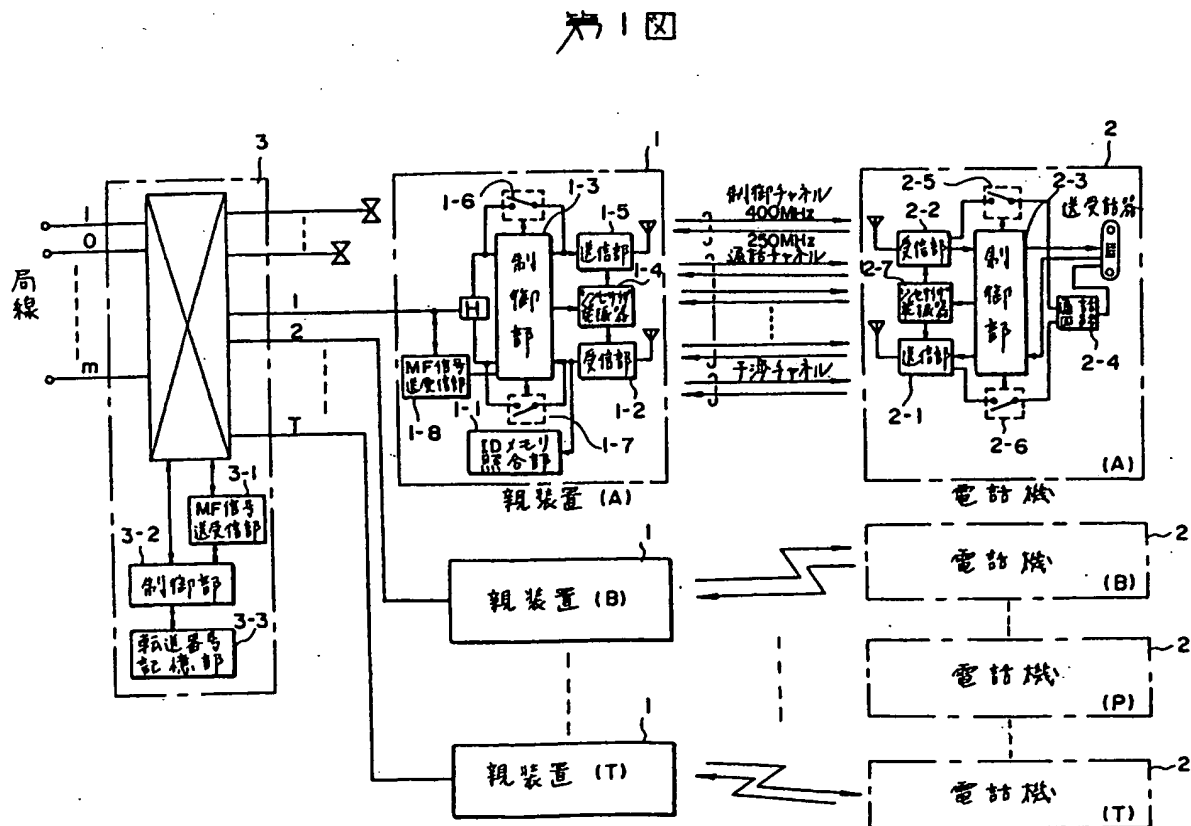 第1図
3
1
2
局線
1
0
m
1
2
T
3-1
MF信号
送受信部
3-2
制御部
転送番号
記憶部
3-3
1-6
1-3
1-5
送信部
制御部
1-4
シンセサイザ
発振器
H
受信部
1-2
MF信号
送受信部
1-8
1-1
1-7
IDメモリ
照合部
親装置 (A)
制御チャネル
400MHz
250MHz
通話チャネル
2-5
2-3
送受話器
2-2
受信部
2-7
シンセサイザ
発振器
制御部
通話
回路
2-4
送信部
2-1
2-6
(A)
電話機
1
親装置 (B)
2
電話機
(B)
2
電話機
(P)
1
親装置 (T)
2
電話機
(T)